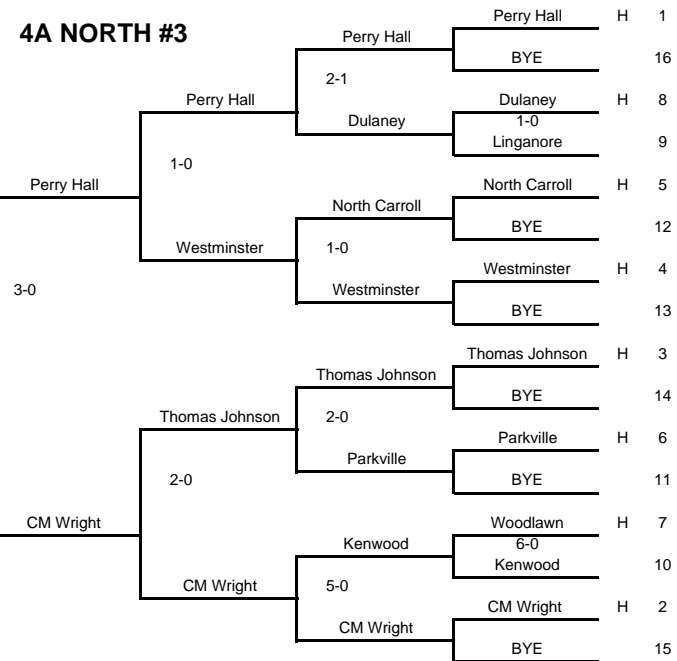 4A NORTH #3
Perry Hall H 1
Perry Hall
BYE 16
2-1
Perry Hall
Dulaney H 8
Dulaney
1-0
Linganore 9
1-0
Perry Hall
North Carroll H 5
North Carroll
BYE 12
Westminster
1-0
Westminster H 4
Westminster
3-0
BYE 13
Thomas Johnson H 3
Thomas Johnson
BYE 14
Thomas Johnson
2-0
Parkville H 6
Parkville
2-0
BYE 11
CM Wright
Woodlawn H 7
Kenwood
6-0
Kenwood 10
CM Wright
5-0
CM Wright H 2
CM Wright
BYE 15